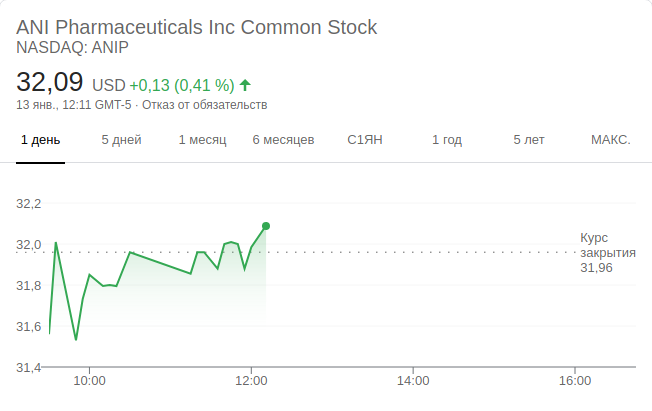 ANI Pharmaceuticals Inc Common Stock
NASDAQ: ANIP
32,09 USD +0,13 (0,41 %)
13 янв., 12:11 GMT-5 · Отказ от обязательств
1 день 5 дней 1 месяц 6 месяцев С1ЯН 1 год 5 лет МАКС.
32,2
32,0
31,8
31,6
31,4
Курс
закрытия
31,96
10:00 12:00 14:00 16:00